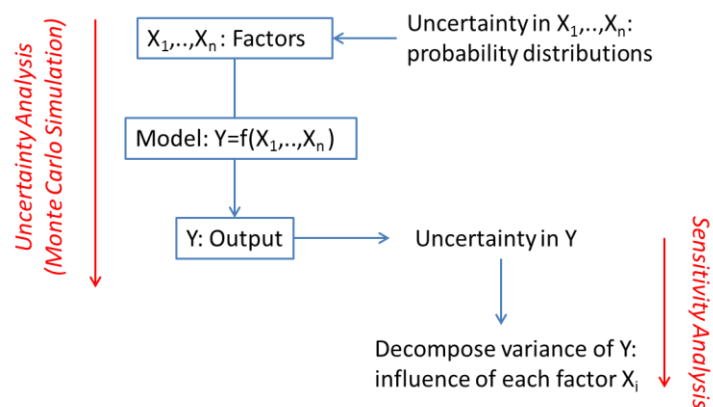 Uncertainty Analysis
(Monte Carlo Simulation)
X₁,..,Xₙ: Factors
Uncertainty in X₁,..,Xₙ:
probability distributions
Model: Y=f(X₁,..,Xₙ)
Y: Output
Uncertainty in Y
Decompose variance of Y:
influence of each factor Xᵢ
Sensitivity Analysis